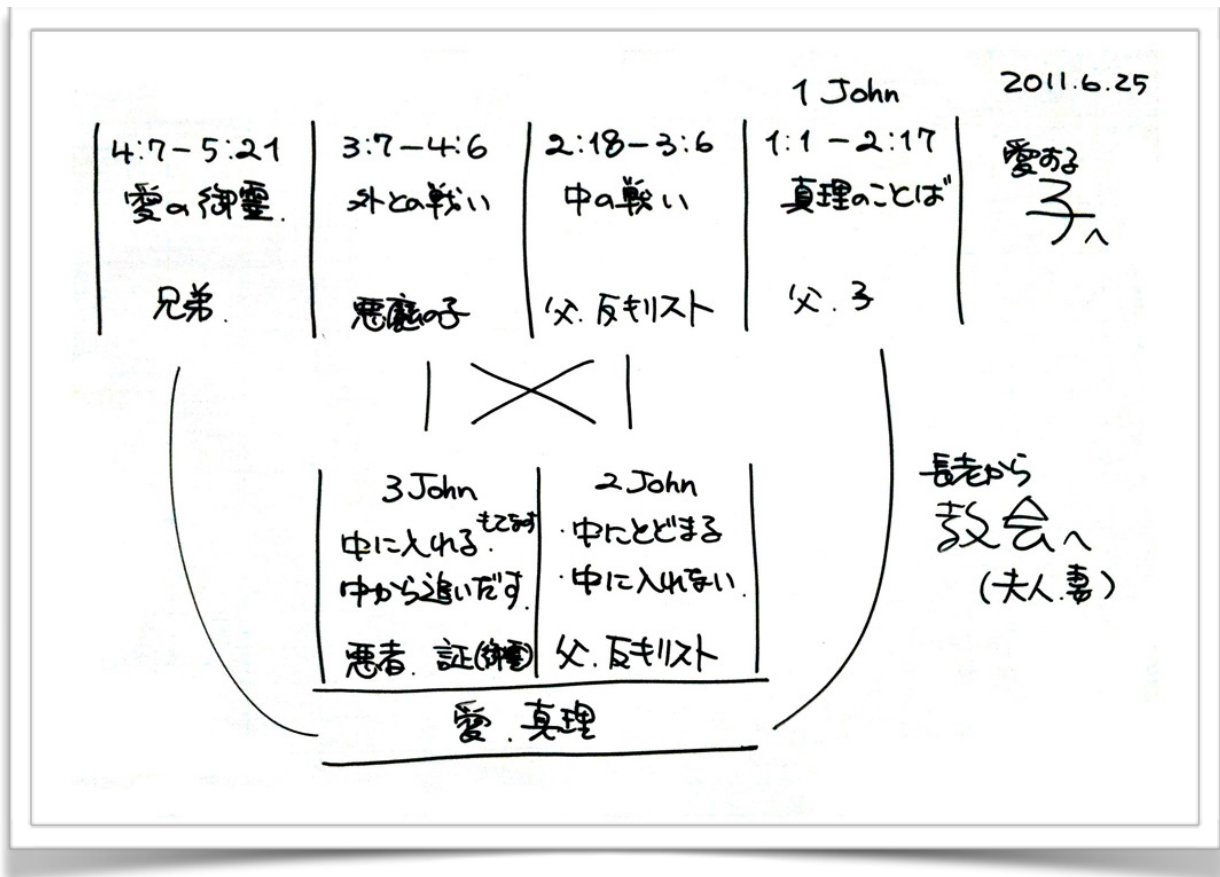 2011.6.25
1 John
愛する
子へ
1:1-2:17
真理のことば
父.子
2:18-3:6
中の戦い
父.反キリスト
3:7-4:6
外との戦い
悪魔の子
4:7-5:21
愛の御霊.
兄弟.
長老から
教会へ
(夫人.妻)
2 John
・中にとどまる
・中に入れない.
父.反キリスト
3 John
中に入れる.もてなす
中から追いだす.
悪者. 証(御霊)
愛.真理